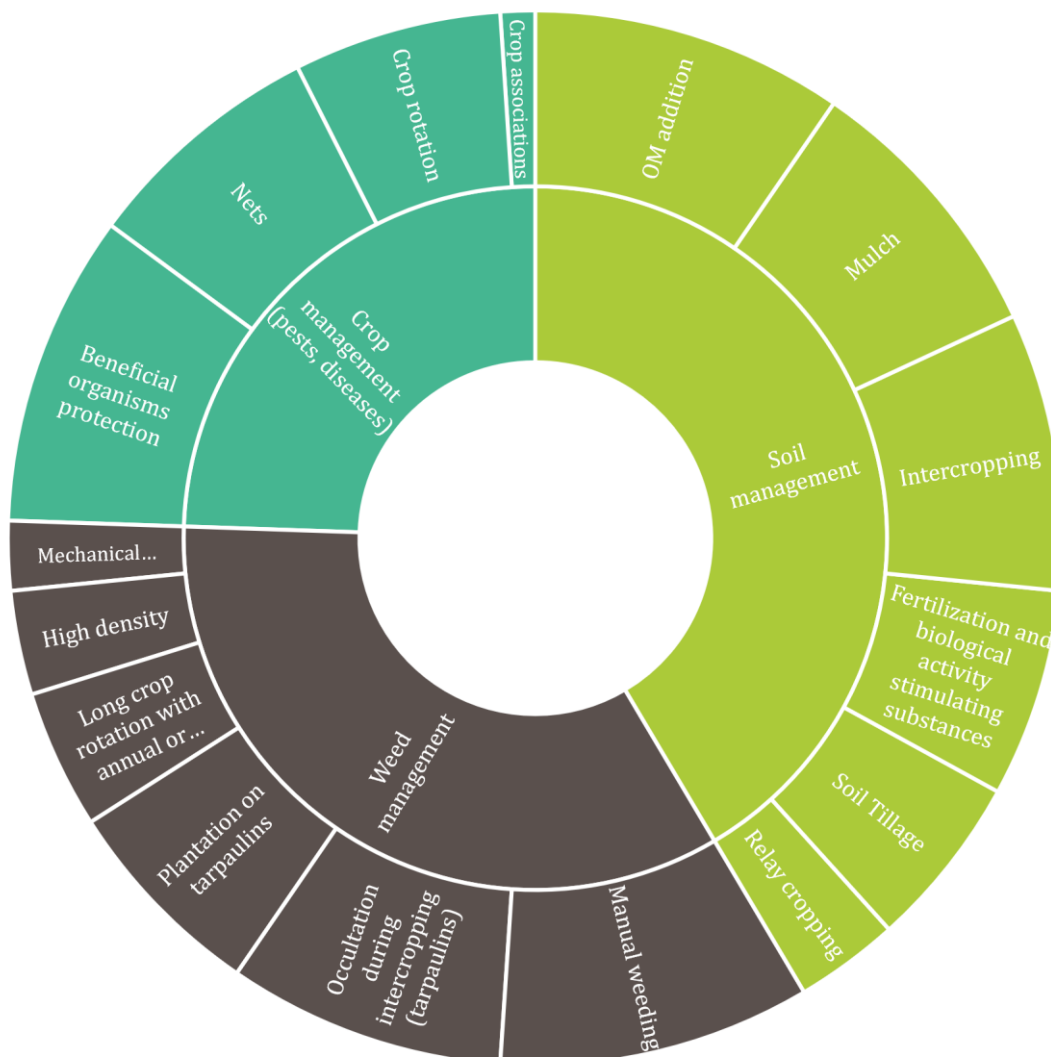 Crop associations
OM addition
Mulch
Intercropping
Fertilization and
biological
activity
stimulating
substances
Soil Tillage
Relay cropping
Manual weeding
Occultation
during
intercropping
(tarpaulins)
Plantation on
tarpaulins
Long crop
rotation with
annual or...
High density
Mechanical...
Beneficial
organisms
protection
Nets
Crop rotation
Crop
management
(pests, diseases)
Soil
management
Weed
management